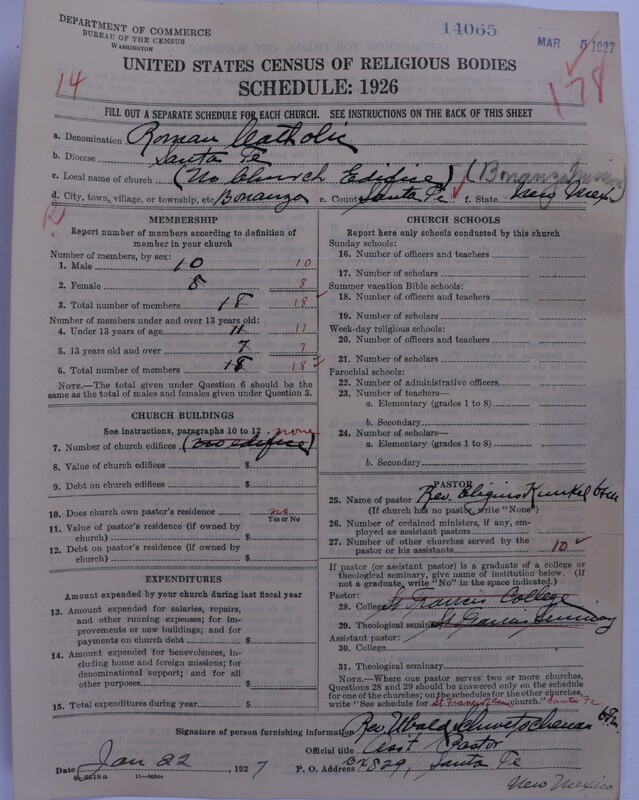 DEPARTMENT OF COMMERCE
BUREAU OF THE CENSUS
WASHINGTON
14065
MAR 5 1927
UNITED STATES CENSUS OF RELIGIOUS BODIES
SCHEDULE: 1926
14
178
FILL OUT A SEPARATE SCHEDULE FOR EACH CHURCH. SEE INSTRUCTIONS ON THE BACK OF THIS SHEET
a. Denomination Roman Catholic
b. Diocese Santa Fe
c. Local name of church (No Church Edifice) (Bonanza
d. City, town, village, or township, etc. Bonanza e. County Santa Fe f. State New Mex.
MEMBERSHIP
Report number of members according to definition of member in your church
Number of members, by sex:
1. Male 10 10
2. Female 8 8
3. Total number of members 18 18
Number of members under and over 13 years old:
4. Under 13 years of age 11 11
5. 13 years old and over 7 7
6. Total number of members 18 18
NOTE.—The total given under Question 6 should be the same as the total of males and females given under Question 3.
CHURCH BUILDINGS
See instructions, paragraphs 10 to 12 none
7. Number of church edifices (no edifice)
8. Value of church edifices $
9. Debt on church edifices $
10. Does church own pastor's residence no
Yes or No
11. Value of pastor's residence (if owned by church) $
12. Debt on pastor's residence (if owned by church) $
EXPENDITURES
Amount expended by your church during last fiscal year
13. Amount expended for salaries, repairs, and other running expenses; for improvements or new buildings; and for payments on church debt $
14. Amount expended for benevolences, including home and foreign missions; for denominational support; and for all other purposes $
15. Total expenditures during year $
CHURCH SCHOOLS
Report here only schools conducted by this church
Sunday schools:
16. Number of officers and teachers
17. Number of scholars
Summer vacation Bible schools:
18. Number of officers and teachers
19. Number of scholars
Week-day religious schools:
20. Number of officers and teachers
21. Number of scholars
Parochial schools:
22. Number of administrative officers
23. Number of teachers—
a. Elementary (grades 1 to 8)
b. Secondary
24. Number of scholars—
a. Elementary (grades 1 to 8)
b. Secondary
PASTOR
25. Name of pastor Rev. Eligius Kunkel ofm
(If church has no pastor, write "None")
26. Number of ordained ministers, if any, employed as assistant pastors
27. Number of other churches served by the pastor or his assistants 10
If pastor (or assistant pastor) is a graduate of a college or theological seminary, give name of institution below. (If not a graduate, write "No" in the space indicated.)
Pastor:
28. College St Francis College
29. Theological seminary St Francis Seminary
Assistant pastor:
30. College
31. Theological seminary
NOTE.—Where one pastor serves two or more churches, Questions 28 and 29 should be answered only on the schedule for one of the churches; on the schedules for the other churches, write "See schedule for St Francis church." Santa Fe
Signature of person furnishing information Rev. Ubald
Official title Asst Pastor
Date Jan 22, 1927 P. O. Address Bx 829, Santa Fe
New Mexico